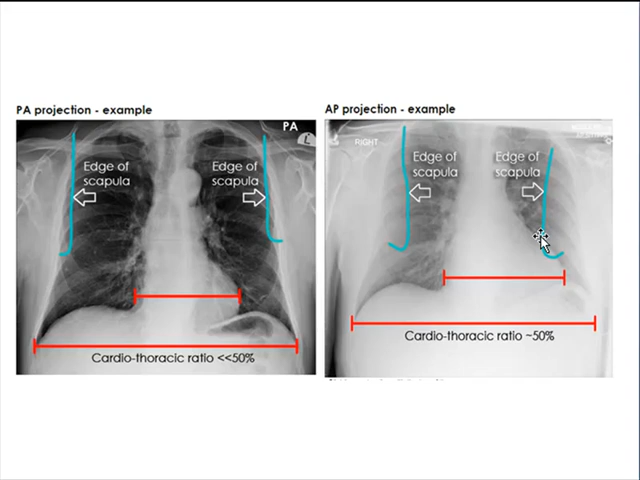 PA projection - example
AP projection - example
PA
L
Edge of
scapula
Edge of
scapula
Cardio-thoracic ratio <<50%
RIGHT
Edge of
scapula
Edge of
scapula
Cardio-thoracic ratio ~50%